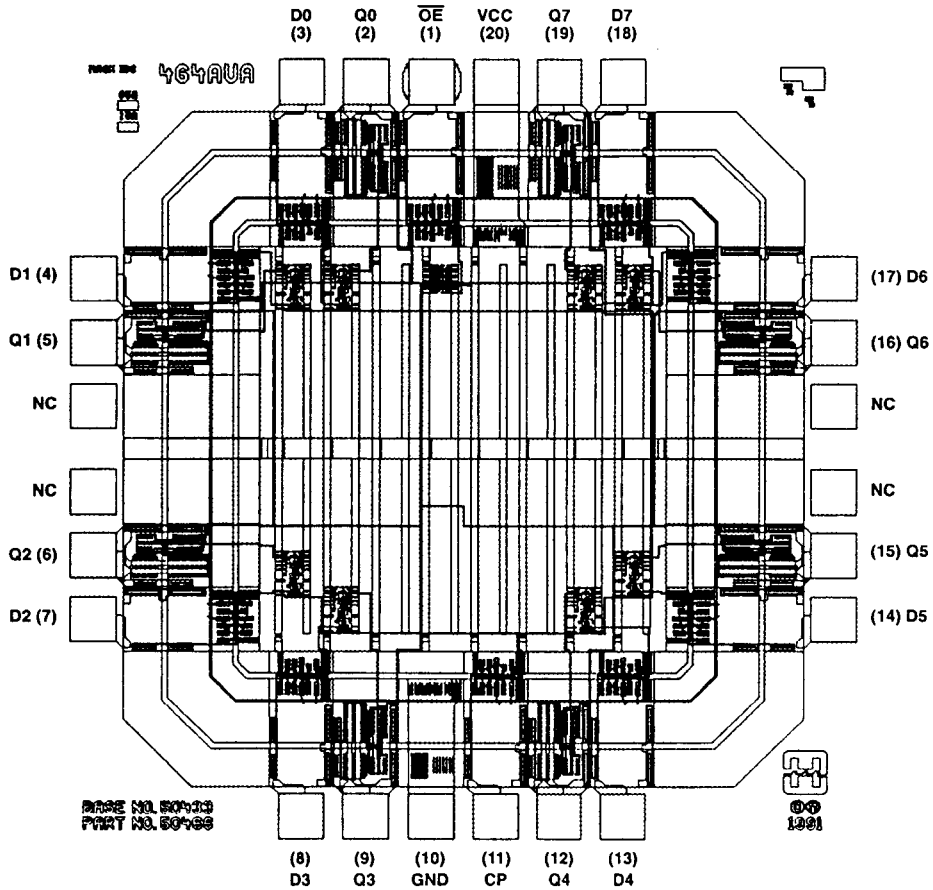 D0 Q0 OE VCC Q7 D7
(3) (2) (1) (20) (19) (18)
464AUA
D1 (4) (17) D6
Q1 (5) (16) Q6
NC NC
NC NC
Q2 (6) (15) Q5
D2 (7) (14) D5
BASE NO. 50433
PART NO. 50466
1991
(8) (9) (10) (11) (12) (13)
D3 Q3 GND CP Q4 D4